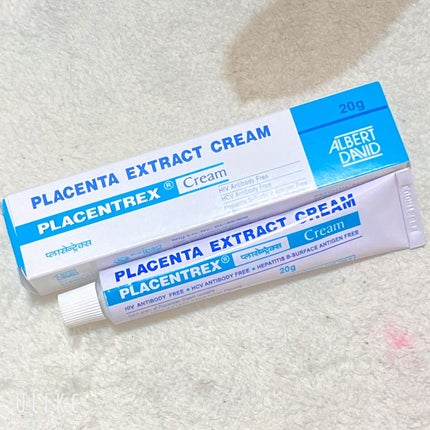 20g
PLACENTA EXTRACT CREAM
ALBERT
DAVID
PLACENTREX® Cream
HIV Antibody Free
HCV Antibody Free
प्लासेन्ट्रेक्स
PLACENTA EXTRACT CREAM
PLACENTREX® प्लासेन्ट्रेक्स Cream
20g
HIV ANTIBODY FREE • HCV ANTIBODY FREE • HEPATITIS B-SURFACE ANTIGEN FREE
ULIKE